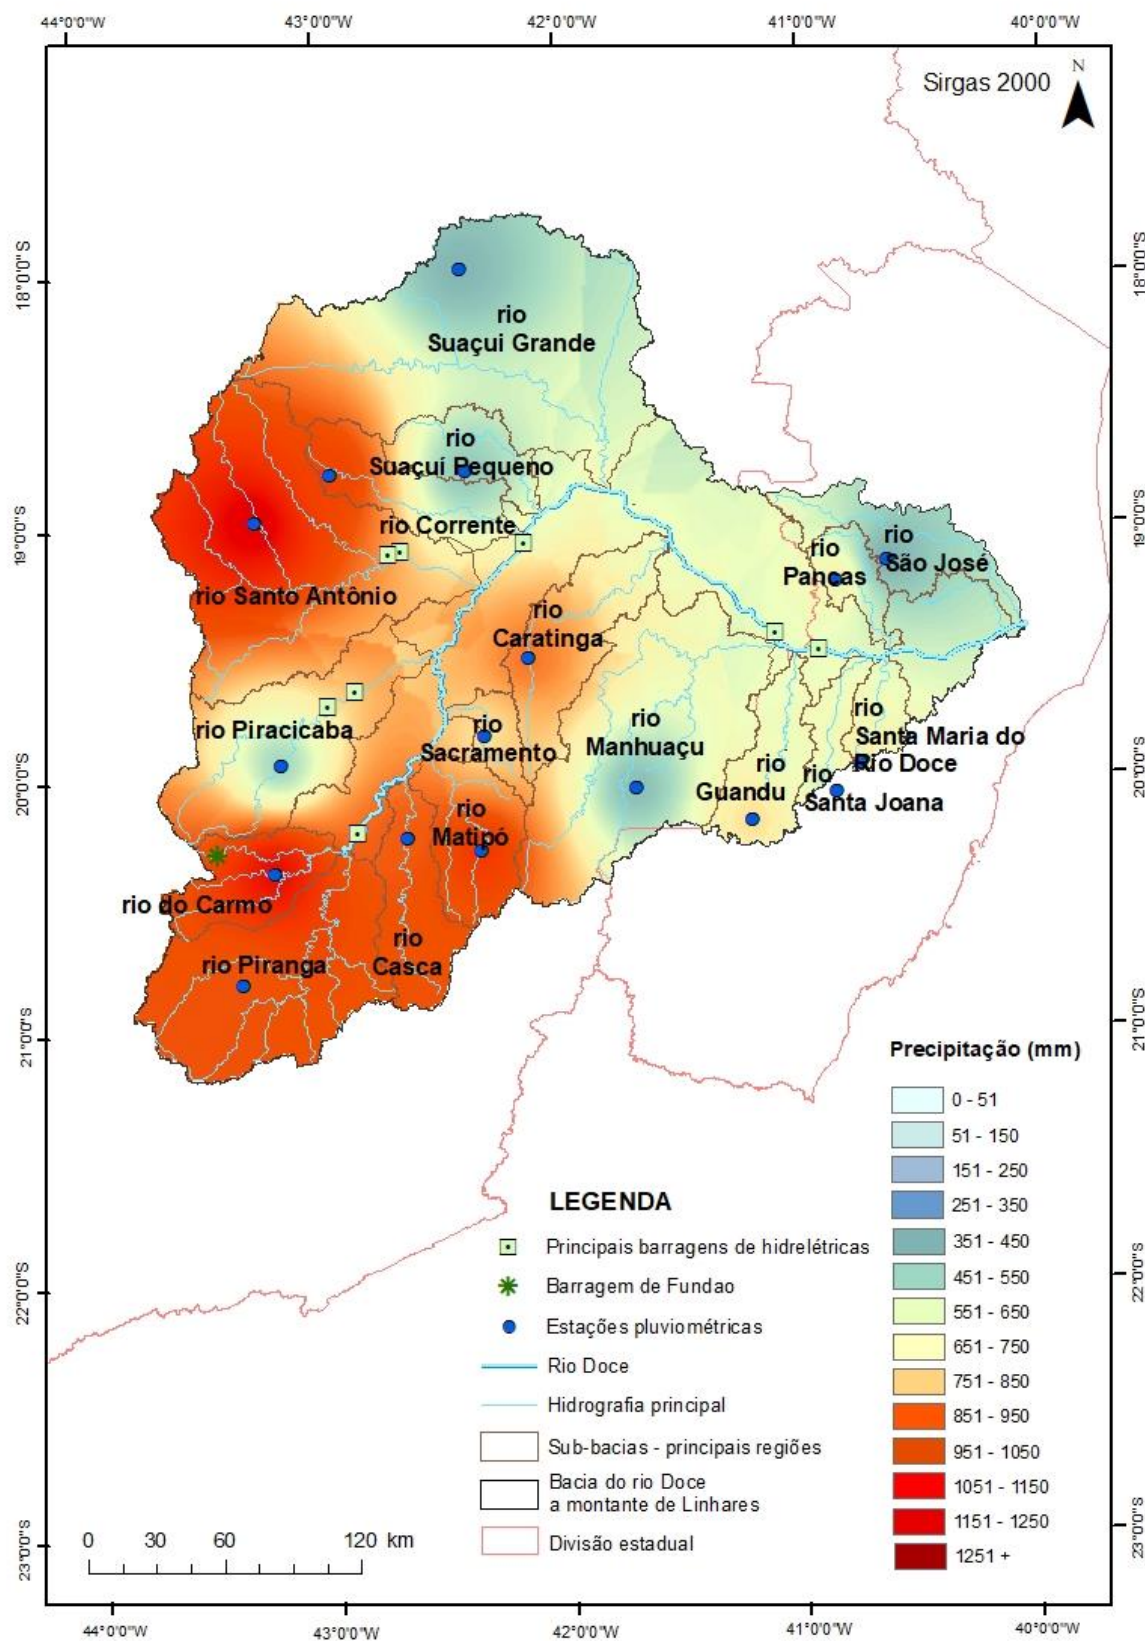 44°0'0"W 43°0'0"W 42°0'0"W 41°0'0"W 40°0'0"W
Sirgas 2000
N
18°0'0"S
18°0'0"S
rio
Suaçui Grande
rio
Suaçuí Pequeno
rio Corrente
19°0'0"S
19°0'0"S
rio
São José
rio
Pancas
rio Santo Antônio
rio
Caratinga
rio Piracicaba
rio
Sacramento
rio
Manhuaçu
rio
Santa Maria do
Rio Doce
rio
Guandu
rio
Santa Joana
20°0'0"S
20°0'0"S
rio
Matipó
rio do Carmo
rio
Casca
rio Piranga
21°0'0"S
21°0'0"S
Precipitação (mm)
0 - 51
51 - 150
151 - 250
251 - 350
351 - 450
451 - 550
551 - 650
651 - 750
751 - 850
851 - 950
951 - 1050
1051 - 1150
1151 - 1250
1251 +
LEGENDA
Principais barragens de hidrelétricas
Barragem de Fundao
Estações pluviométricas
Rio Doce
Hidrografia principal
Sub-bacias - principais regiões
Bacia do rio Doce
a montante de Linhares
Divisão estadual
22°0'0"S
22°0'0"S
0 30 60 120 km
23°0'0"S
23°0'0"S
44°0'0"W 43°0'0"W 42°0'0"W 41°0'0"W 40°0'0"W